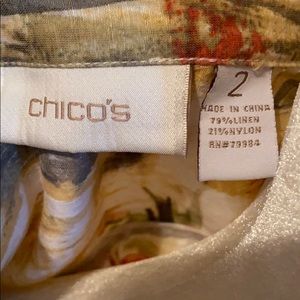 chico's
2
MADE IN CHINA
79%LINEN
21%NYLON
RN#79984